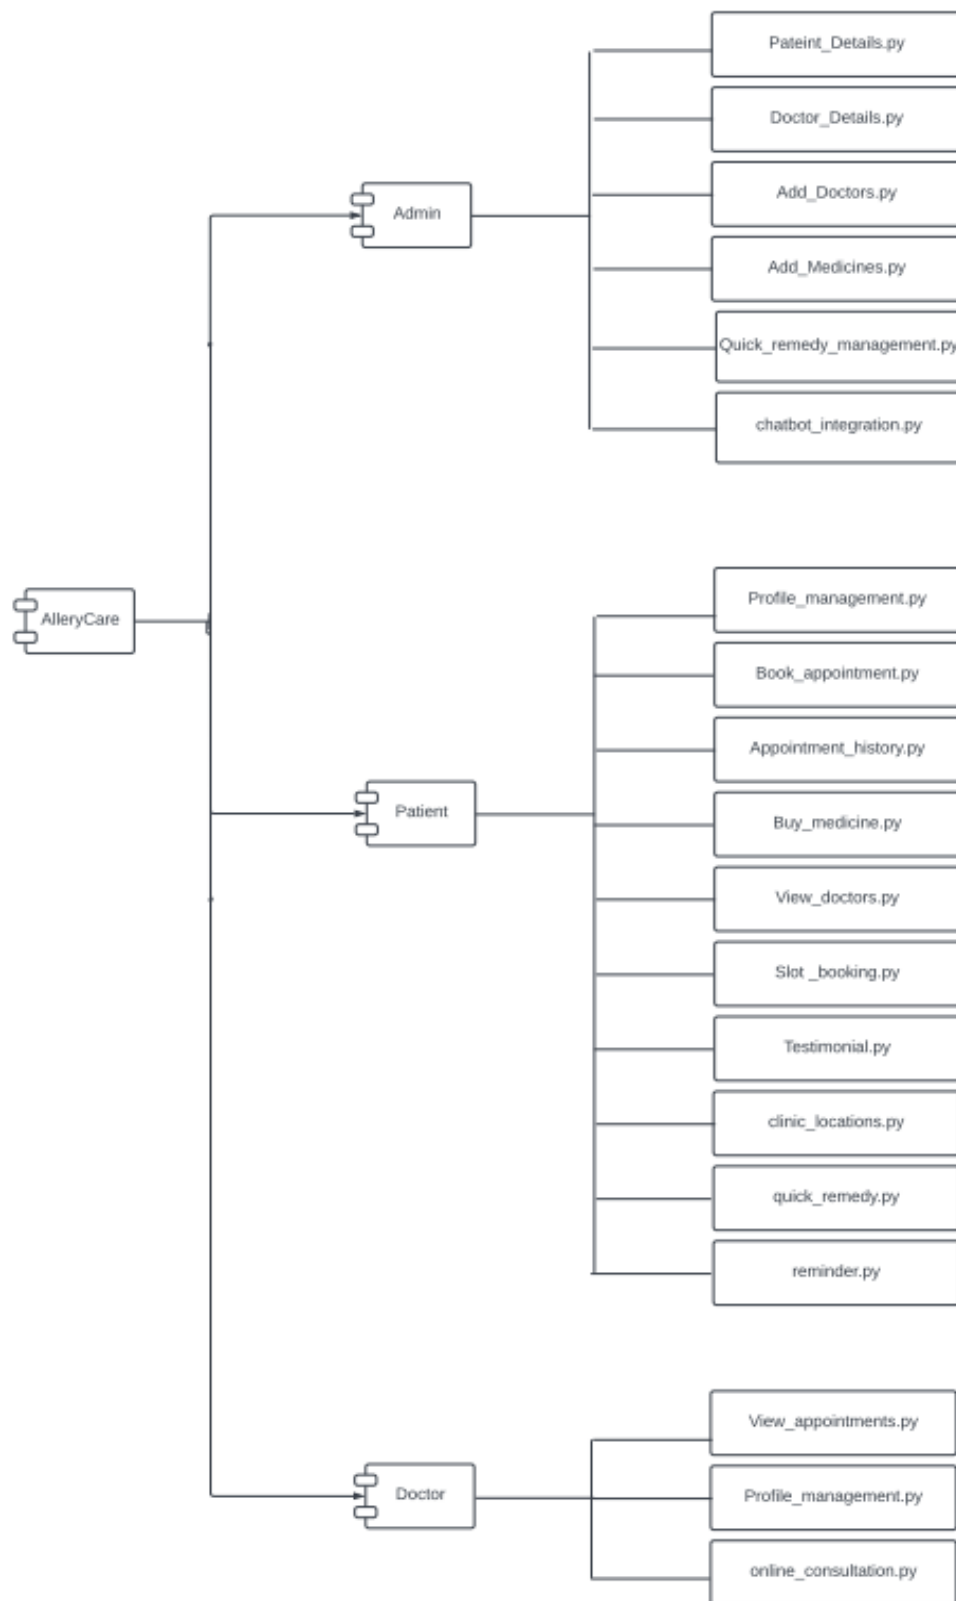 Pateint_Details.py
Doctor_Details.py
Add_Doctors.py
Admin
Add_Medicines.py
Quick_remedy_management.py
chatbot_integration.py
AlleryCare
Profile_management.py
Book_appointment.py
Appointment_history.py
Patient
Buy_medicine.py
View_doctors.py
Slot _booking.py
Testimonial.py
clinic_locations.py
quick_remedy.py
reminder.py
View_appointments.py
Doctor
Profile_management.py
online_consultation.py